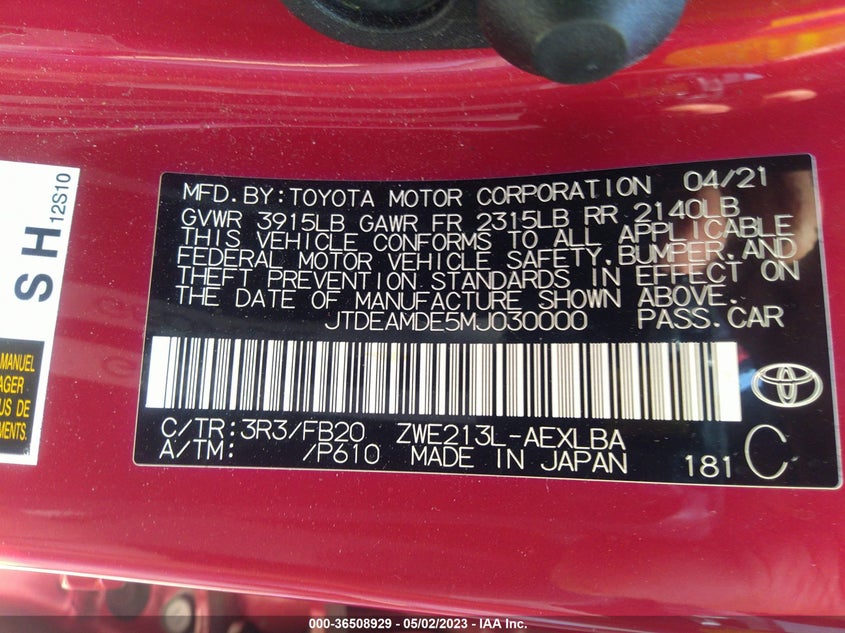 MFD.BY:TOYOTA MOTOR CORPORATION 04/21
GVWR 3915LB GAWR FR 2315LB RR 2140LB
THIS VEHICLE CONFORMS TO ALL APPLICABLE
FEDERAL MOTOR VEHICLE SAFETY,BUMPER,AND
THEFT PREVENTION STANDARDS IN EFFECT ON
THE DATE OF MANUFACTURE SHOWN ABOVE.
JTDEAMDE5MJ030000 PASS.CAR
C/TR:3R3/FB20 ZWE213L-AEXLBA
A/TM: /P610 MADE IN JAPAN 181 C
SH
12S10
MANUEL
AGER
US DE
000-36508929 - 05/02/2023 - IAA Inc.